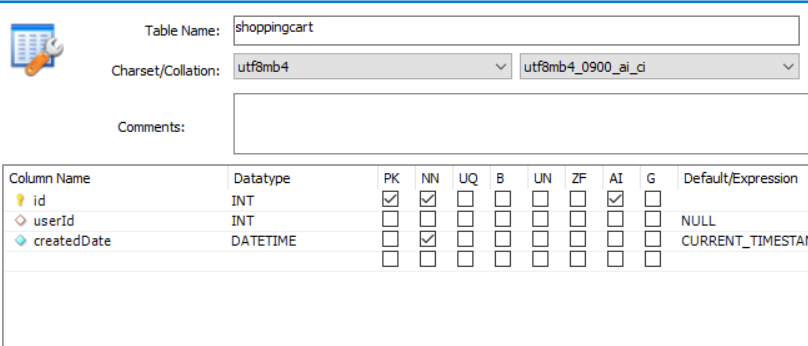 Table Name: shoppingcart
Charset/Collation: utf8mb4 utf8mb4_0900_ai_ci
Comments:
Column Name Datatype PK NN UQ B UN ZF AI G Default/Expression
id INT
userId INT NULL
createdDate DATETIME CURRENT_TIMESTAM